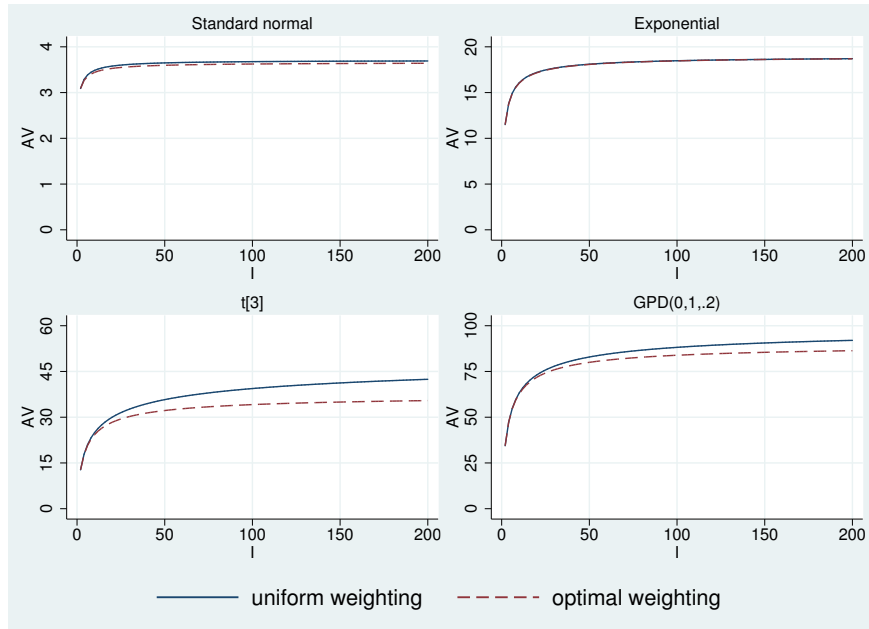 Standard normal
AV
0 1 2 3 4
0 50 100 150 200
I
Exponential
AV
0 5 10 15 20
0 50 100 150 200
I
t[3]
AV
0 15 30 45 60
0 50 100 150 200
I
GPD(0,1,.2)
AV
0 25 50 75 100
0 50 100 150 200
I
uniform weighting
optimal weighting